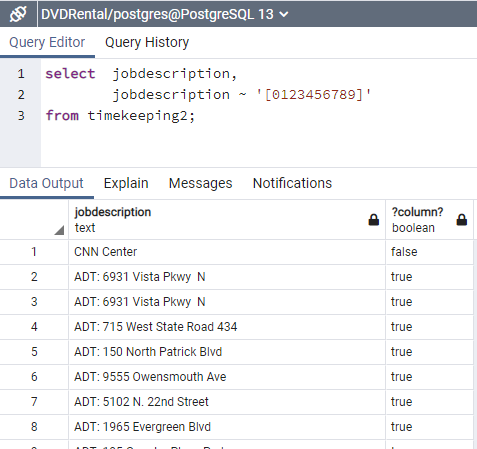 DVDRental/postgres@PostgreSQL 13
Query Editor Query History
1 select  jobdescription,
2         jobdescription ~ '[0123456789]'
3 from timekeeping2;
Data Output Explain Messages Notifications
jobdescription ?column?
text boolean
1 CNN Center false
2 ADT: 6931 Vista Pkwy  N true
3 ADT: 6931 Vista Pkwy  N true
4 ADT: 715 West State Road 434 true
5 ADT: 150 North Patrick Blvd true
6 ADT: 9555 Owensmouth Ave true
7 ADT: 5102 N. 22nd Street true
8 ADT: 1965 Evergreen Blvd true